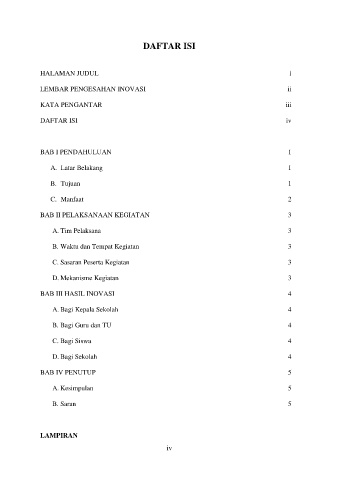 DAFTAR ISI
HALAMAN JUDUL i
LEMBAR PENGESAHAN INOVASI ii
KATA PENGANTAR iii
DAFTAR ISI iv
BAB I PENDAHULUAN 1
A. Latar Belakang 1
B. Tujuan 1
C. Manfaat 2
BAB II PELAKSANAAN KEGIATAN 3
A. Tim Pelaksana 3
B. Waktu dan Tempat Kegiatan 3
C. Sasaran Peserta Kegiatan 3
D. Mekanisme Kegiatan 3
BAB III HASIL INOVASI 4
A. Bagi Kepala Sekolah 4
B. Bagi Guru dan TU 4
C. Bagi Siswa 4
D. Bagi Sekolah 4
BAB IV PENUTUP 5
A. Kesimpulan 5
B. Saran 5
LAMPIRAN
iv